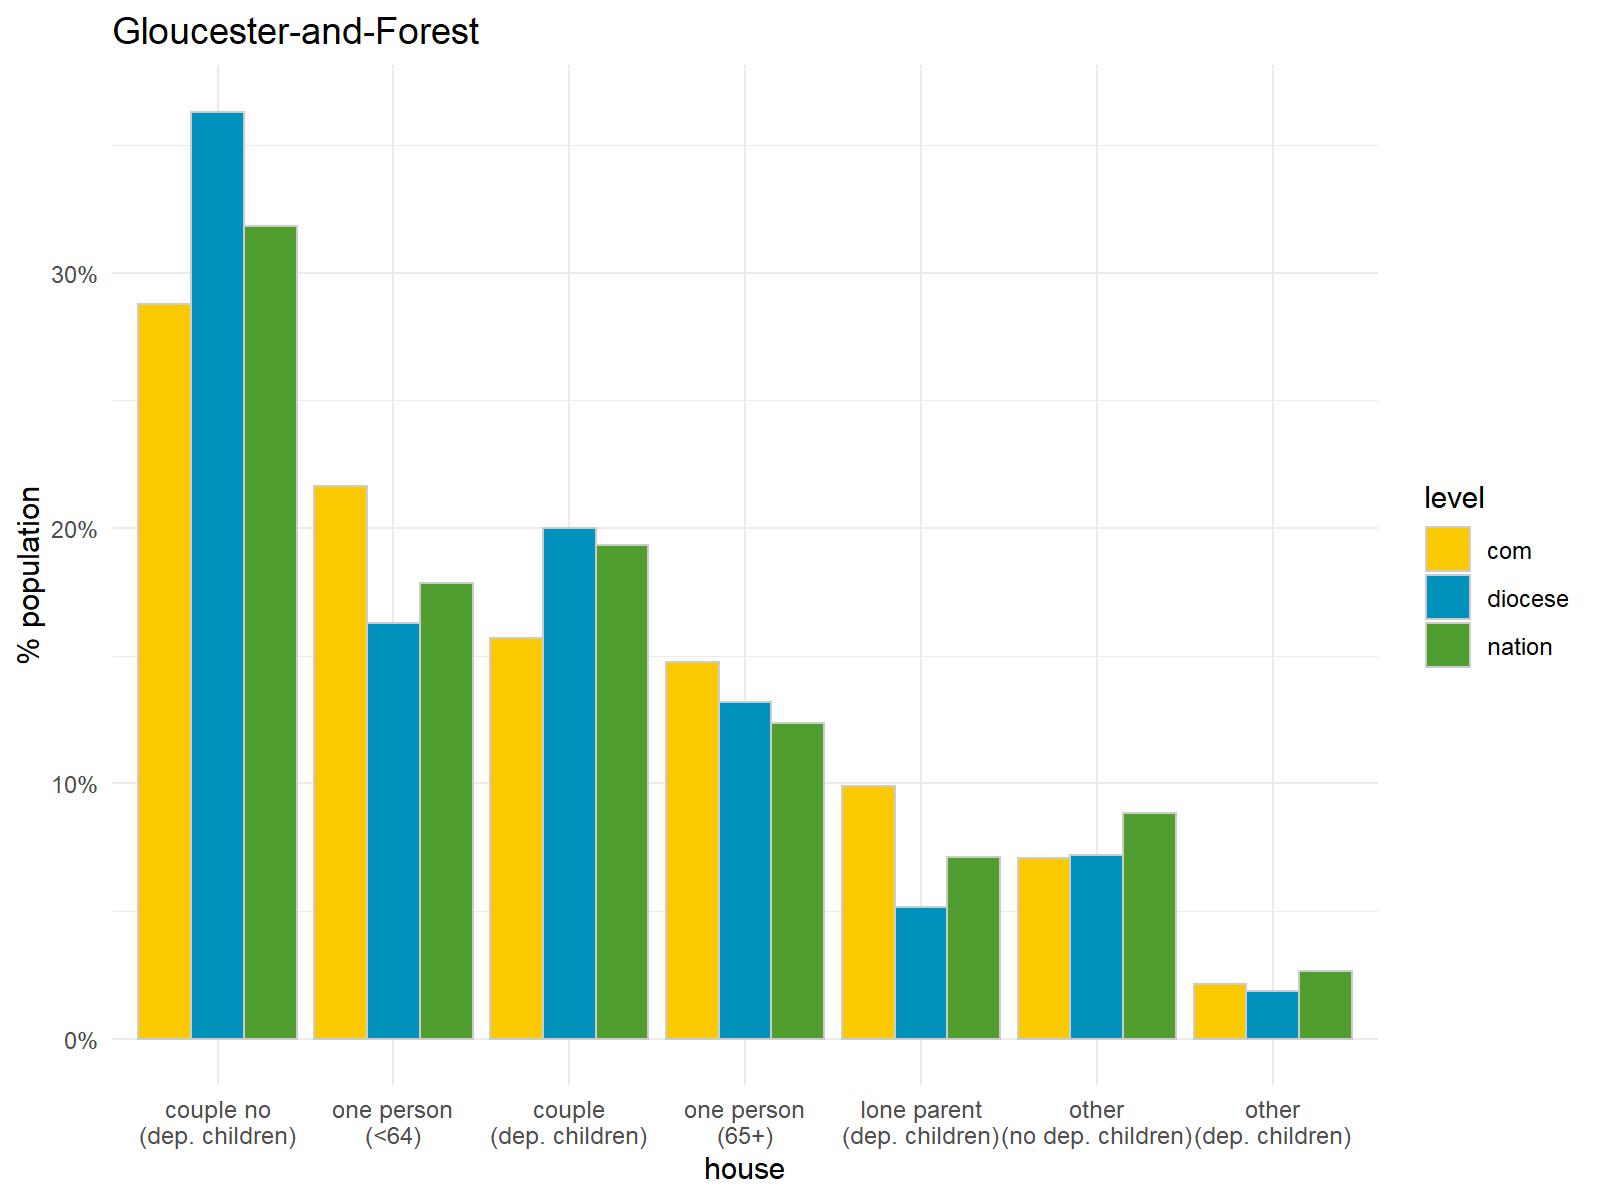 Gloucester-and-Forest
30%
20%
10%
0%
% population
couple no
(dep. children)
one person
(<64)
couple
(dep. children)
one person
(65+)
lone parent
(dep. children)
other
(no dep. children)
other
(dep. children)
house
level
com
diocese
nation